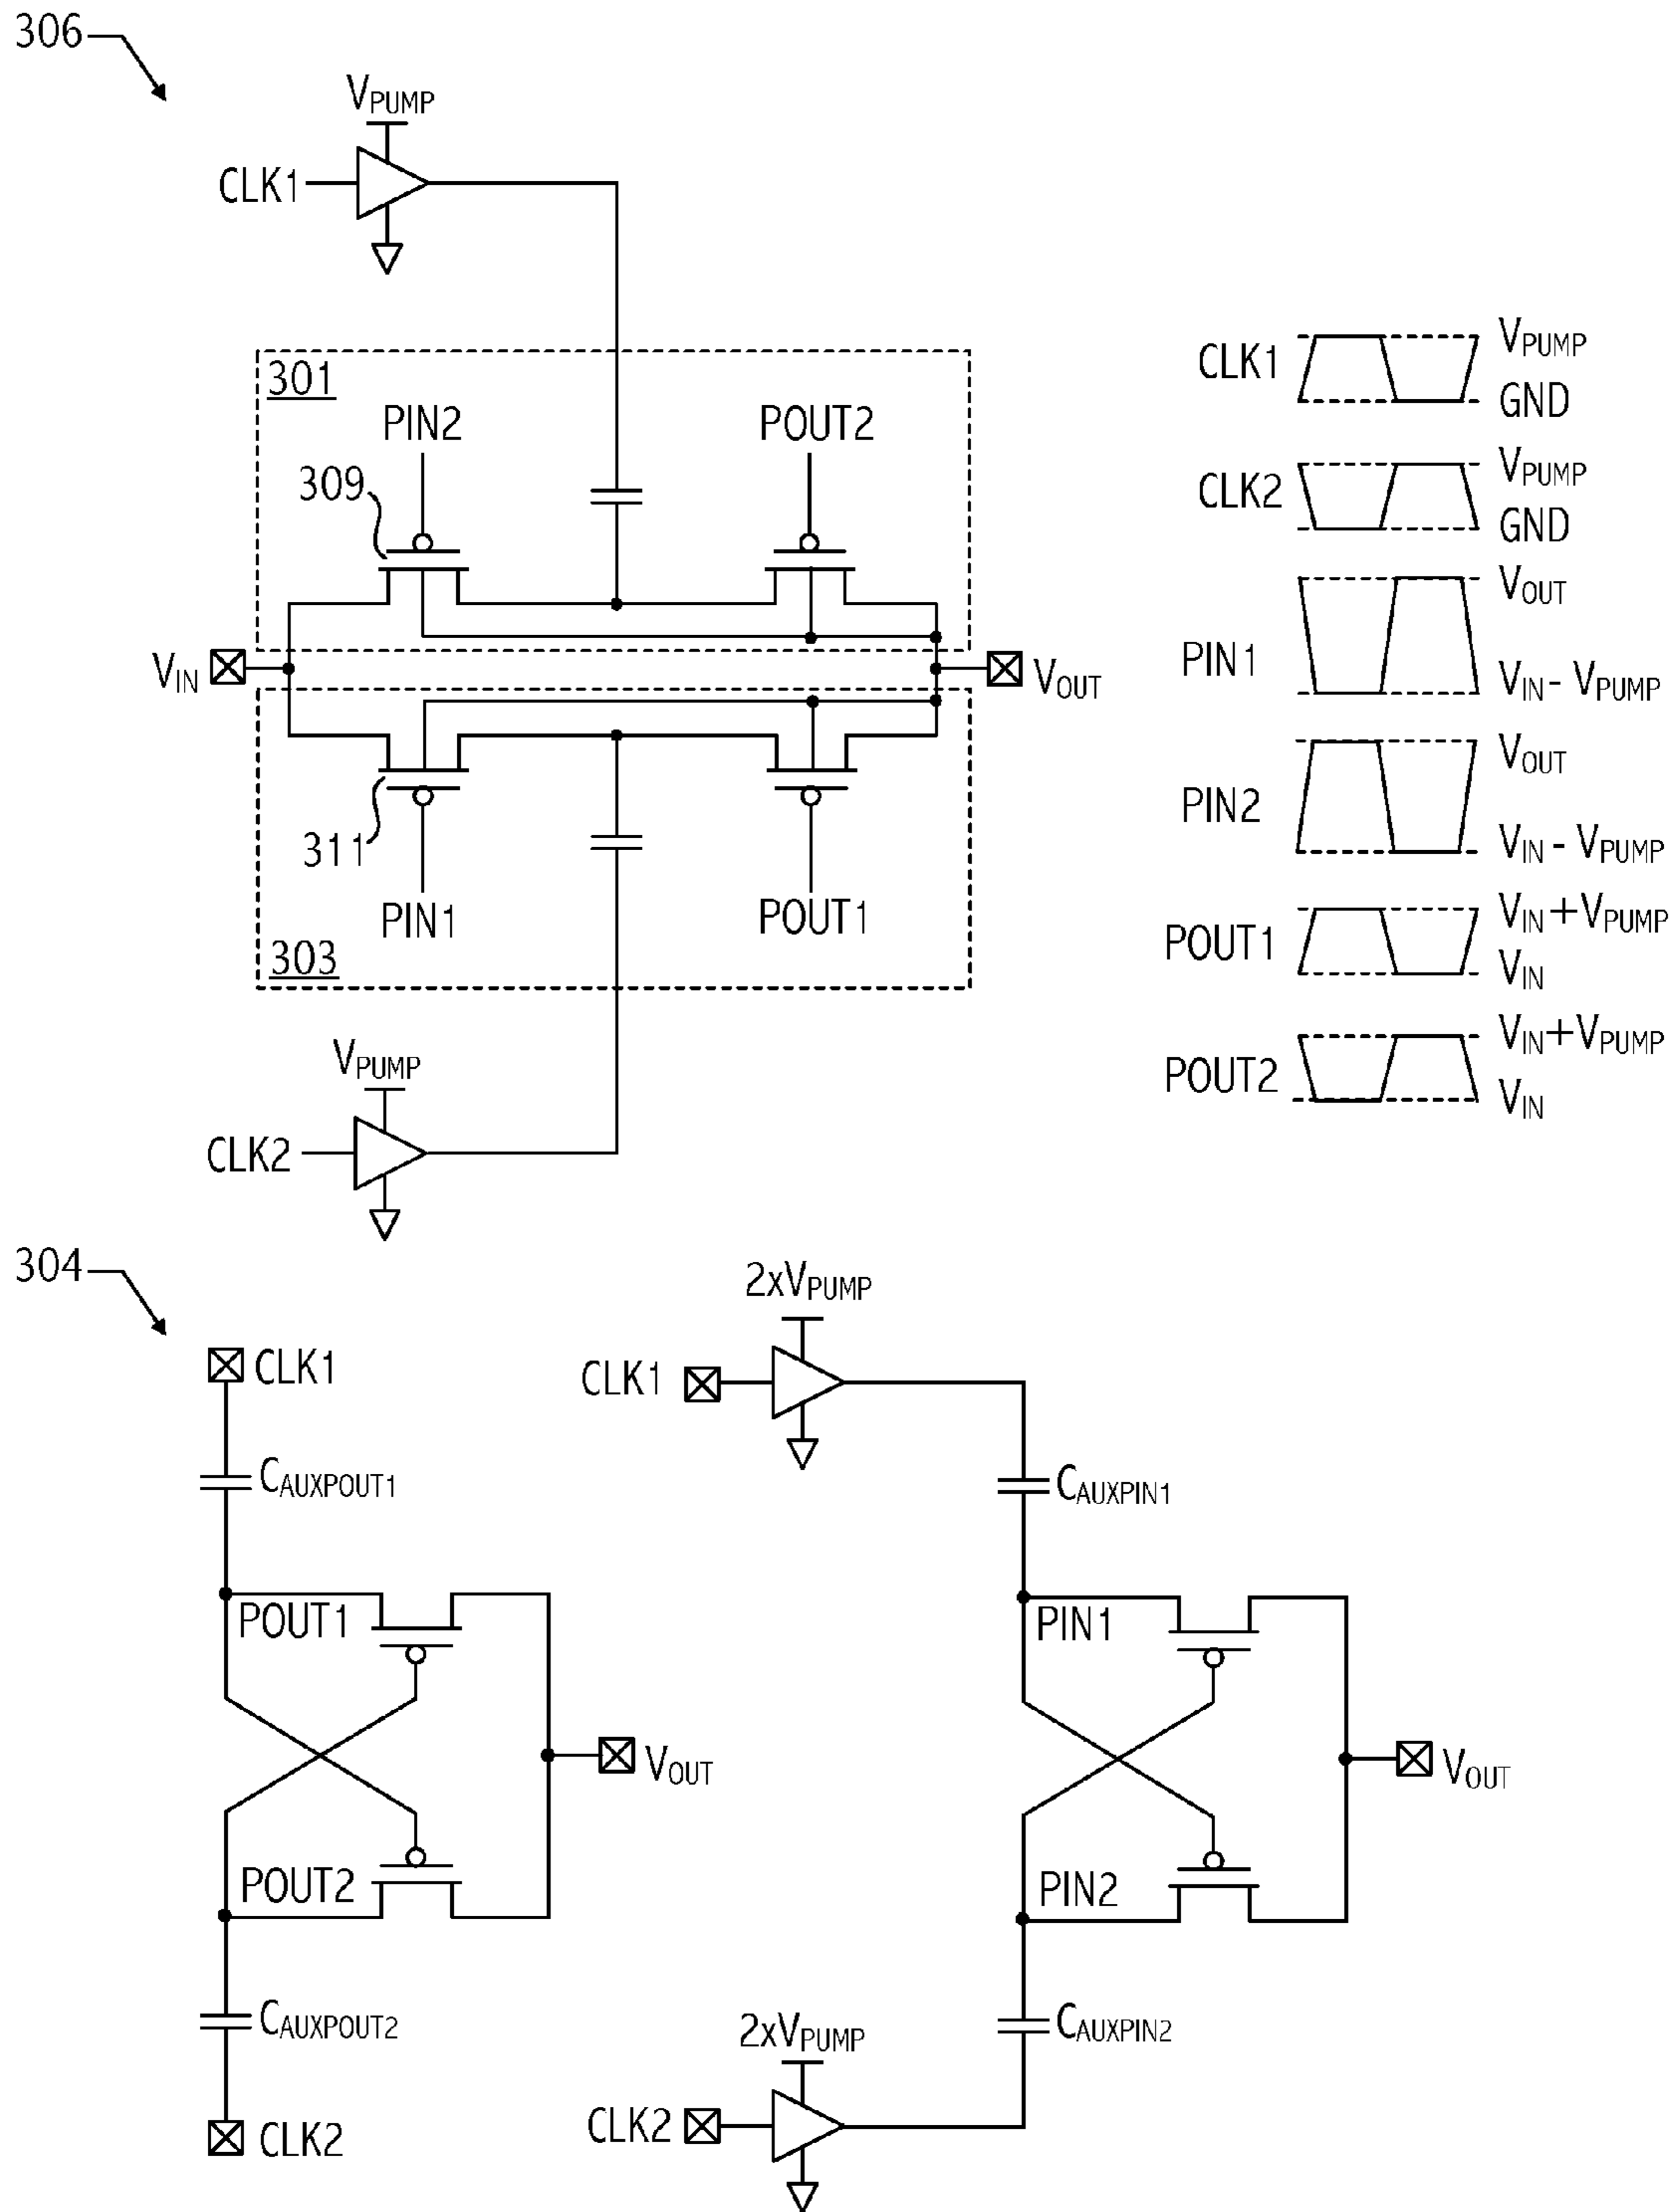 306
VPUMP
CLK1
301
PIN2
POUT2
309
VIN
VOUT
311
PIN1
POUT1
303
VPUMP
CLK2
CLK1
VPUMP
GND
CLK2
VPUMP
GND
PIN1
VOUT
VIN - VPUMP
PIN2
VOUT
VIN - VPUMP
POUT1
VIN+VPUMP
VIN
POUT2
VIN+VPUMP
VIN
304
CLK1
CAUXPOUT1
POUT1
VOUT
POUT2
CAUXPOUT2
CLK2
2xVPUMP
CLK1
CAUXPIN1
PIN1
VOUT
PIN2
CAUXPIN2
2xVPUMP
CLK2